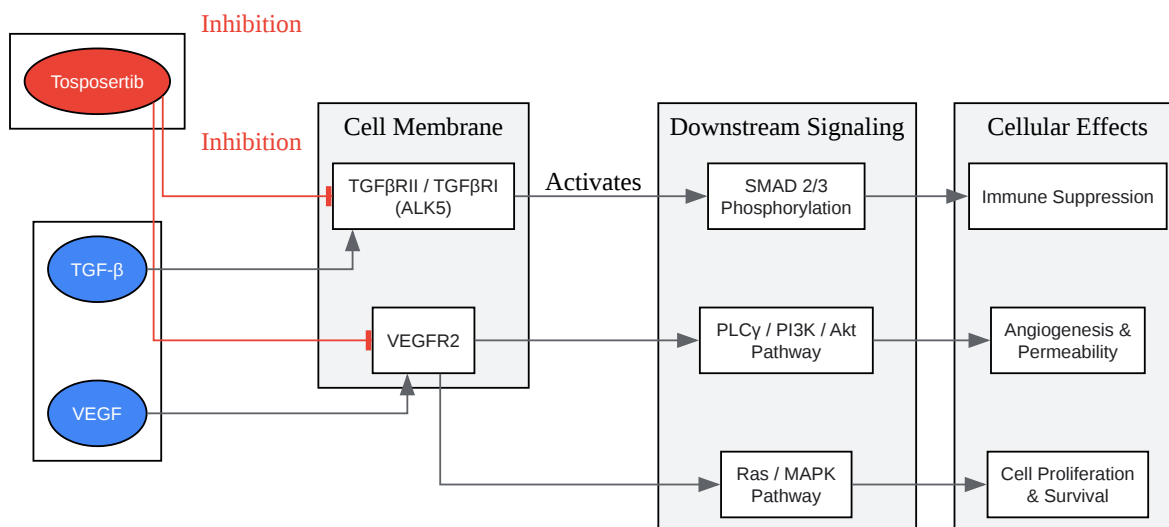 Inhibition
Tosposertib
Inhibition
Cell Membrane
Downstream Signaling
Cellular Effects
TGFβRII / TGFβRI
(ALK5)
Activates
SMAD 2/3
Phosphorylation
Immune Suppression
TGF-β
VEGFR2
PLCγ / PI3K / Akt
Pathway
Angiogenesis &
Permeability
VEGF
Ras / MAPK
Pathway
Cell Proliferation
& Survival